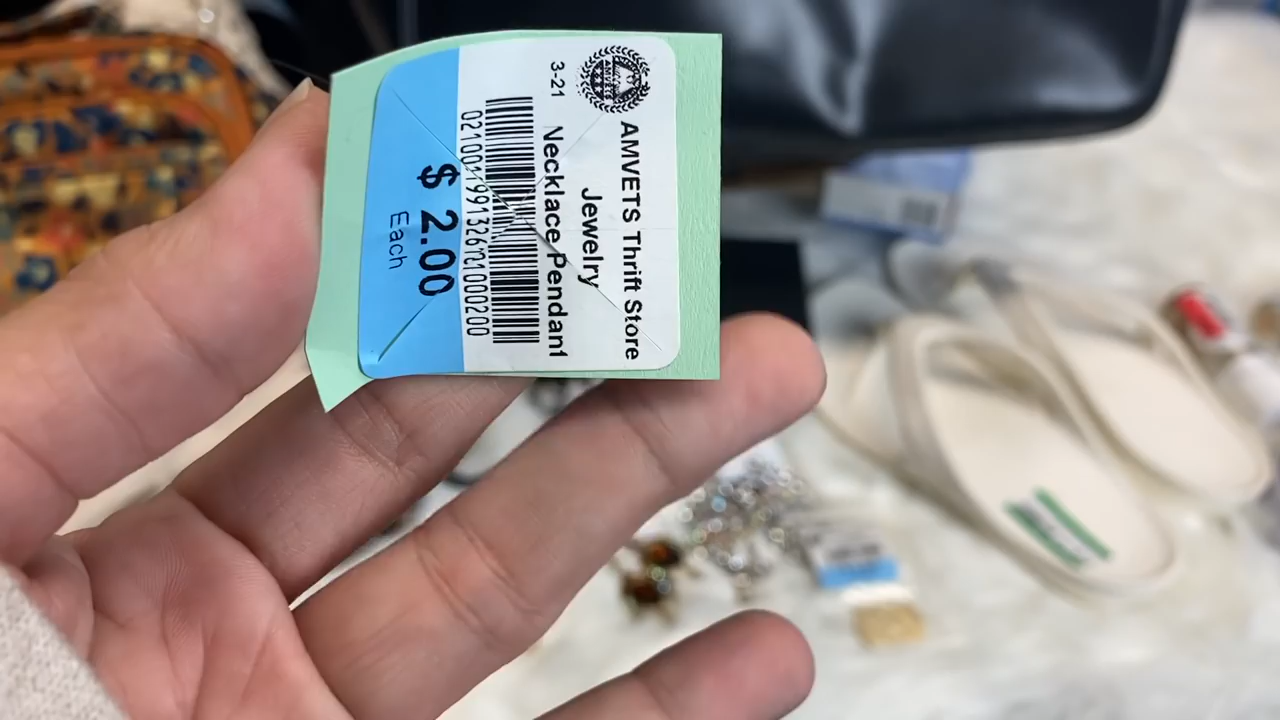 AMVETS Thrift Store
Jewelry
3-21 Necklace Pendant
$ 2.00
Each